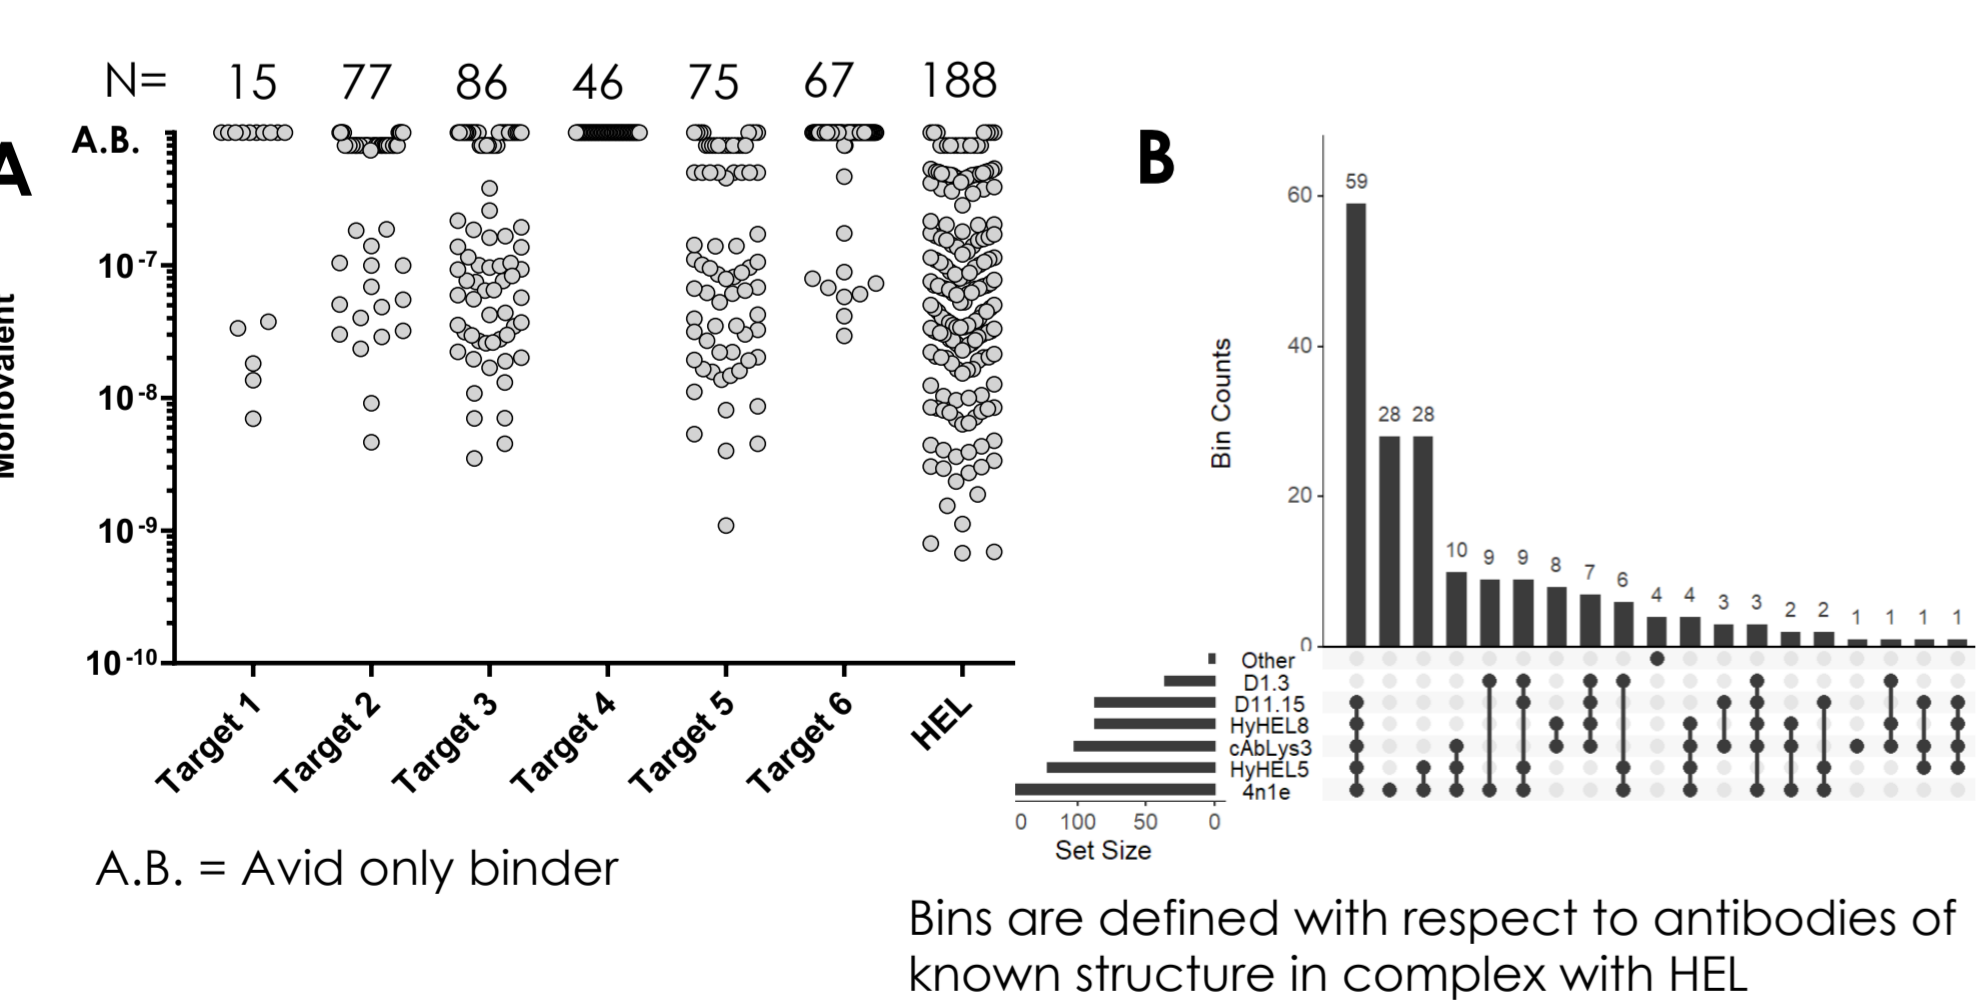 N= 15 77 86 46 75 67 188
A
A.B.
10-7
10-8
10-9
10-10
Monovalent
Target 1 Target 2 Target 3 Target 4 Target 5 Target 6 HEL
A.B. = Avid only binder
B
Bin Counts
60
40
20
0
59 28 28 10 9 9 8 7 6 4 4 3 3 2 2 1 1 1 1
Other
D1.3
D11.15
HyHEL8
cAbLys3
HyHEL5
4n1e
0 100 50 0
Set Size
Bins are defined with respect to antibodies of
known structure in complex with HEL